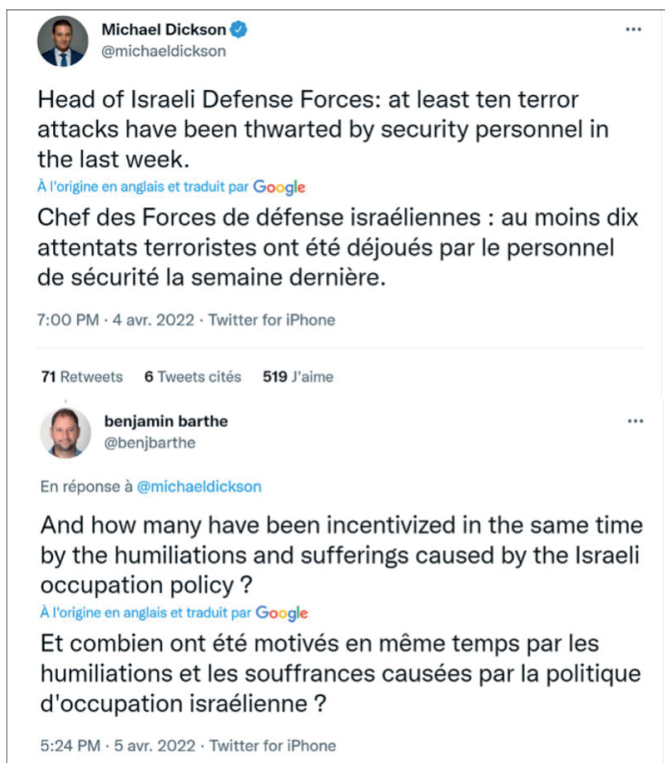 Michael Dickson
@michaeldickson
Head of Israeli Defense Forces: at least ten terror
attacks have been thwarted by security personnel in
the last week.
À l'origine en anglais et traduit par Google
Chef des Forces de défense israéliennes : au moins dix
attentats terroristes ont été déjoués par le personnel
de sécurité la semaine dernière.
7:00 PM · 4 avr. 2022 · Twitter for iPhone
71 Retweets 6 Tweets cités 519 J'aime
benjamin barthe
@benjbarthe
En réponse à @michaeldickson
And how many have been incentivized in the same time
by the humiliations and sufferings caused by the Israeli
occupation policy ?
À l'origine en anglais et traduit par Google
Et combien ont été motivés en même temps par les
humiliations et les souffrances causées par la politique
d'occupation israélienne ?
5:24 PM · 5 avr. 2022 · Twitter for iPhone